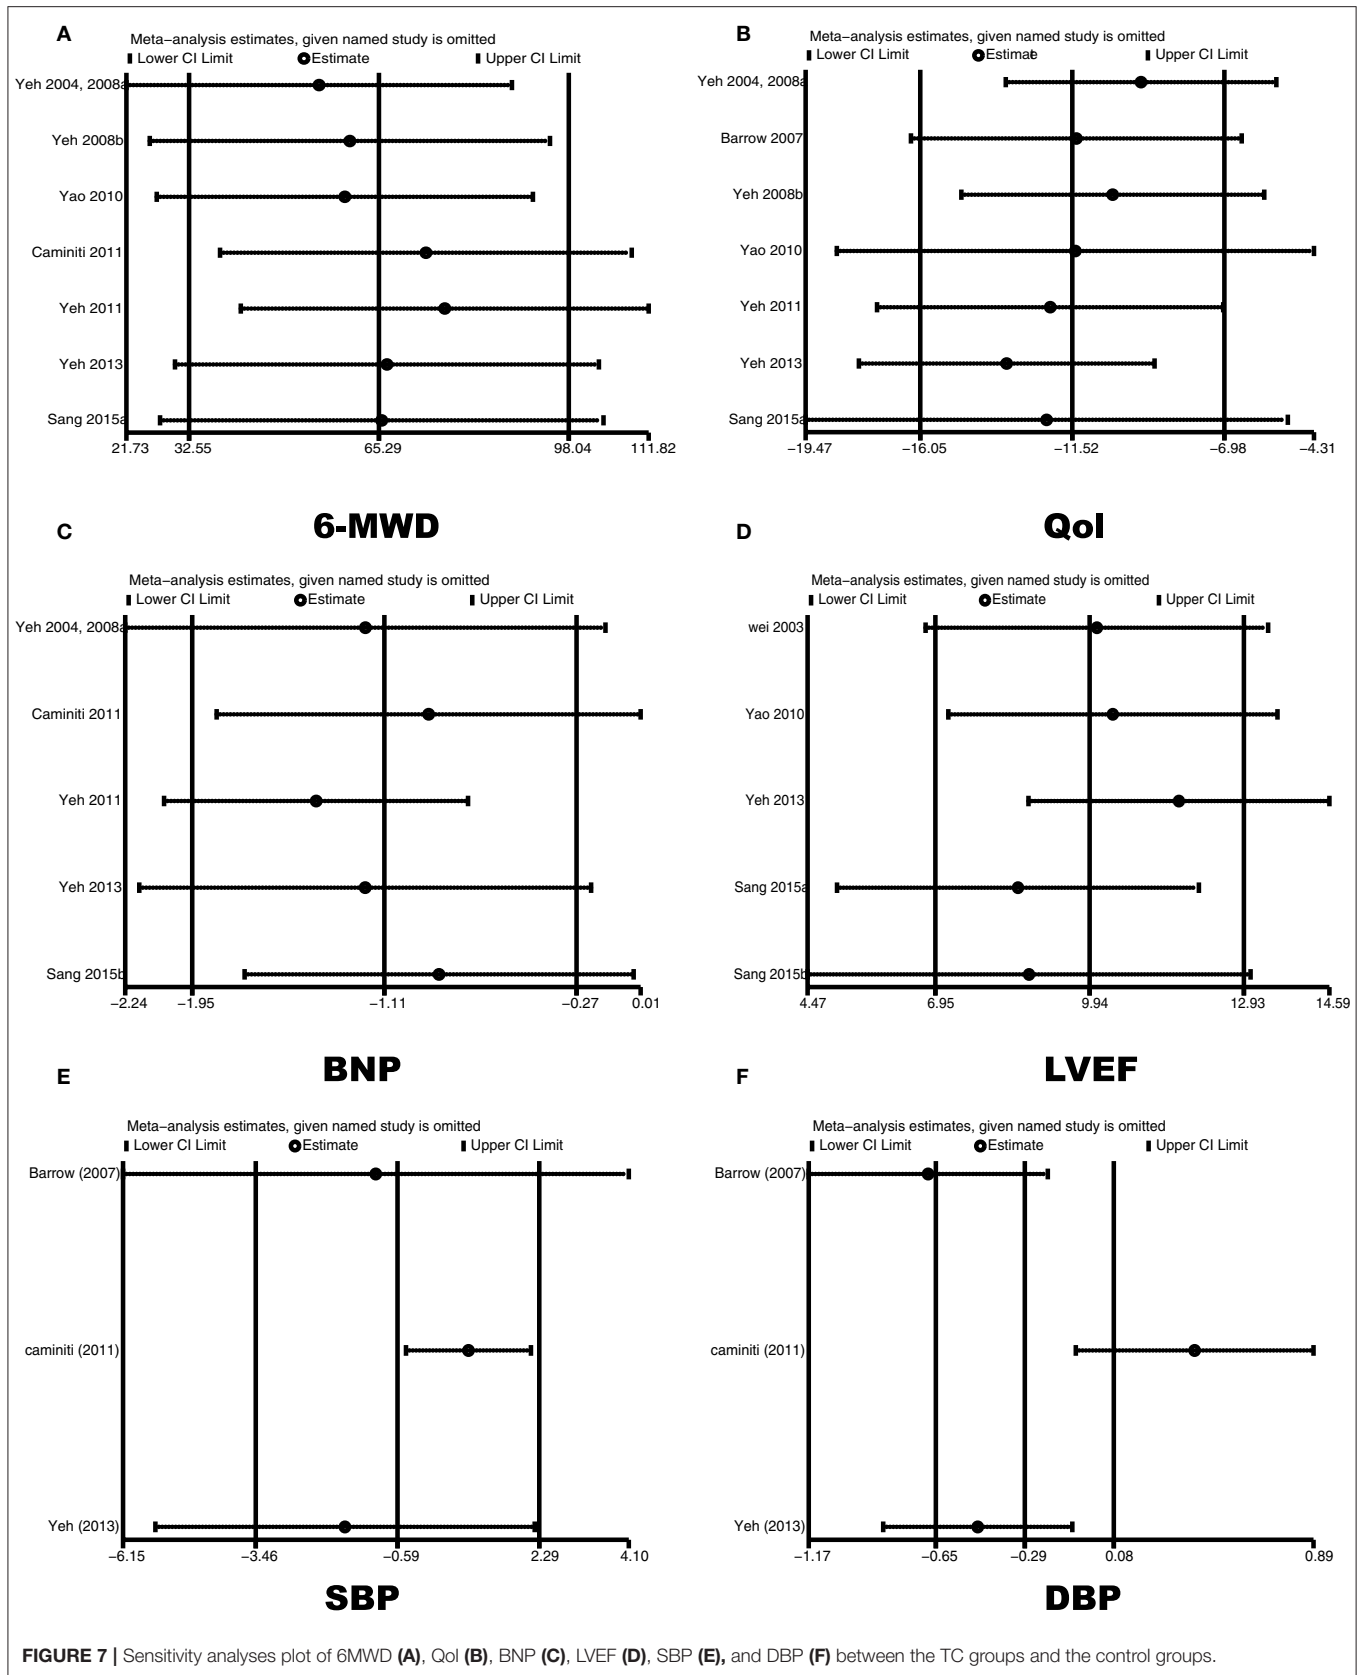 A
Meta−analysis estimates, given named study is omitted
Lower CI Limit Estimate Upper CI Limit
Yeh 2004, 2008a
Yeh 2008b
Yao 2010
Caminiti 2011
Yeh 2011
Yeh 2013
Sang 2015a
21.73 32.55 65.29 98.04 111.82
6-MWD
B
Meta−analysis estimates, given named study is omitted
Lower CI Limit Estimate Upper CI Limit
Yeh 2004, 2008a
Barrow 2007
Yeh 2008b
Yao 2010
Yeh 2011
Yeh 2013
Sang 2015a
−19.47 −16.05 −11.52 −6.98 −4.31
Qol
C
Meta−analysis estimates, given named study is omitted
Lower CI Limit Estimate Upper CI Limit
Yeh 2004, 2008a
Caminiti 2011
Yeh 2011
Yeh 2013
Sang 2015b
−2.24 −1.95 −1.11 −0.27 0.01
BNP
D
Meta−analysis estimates, given named study is omitted
Lower CI Limit Estimate Upper CI Limit
wei 2003
Yao 2010
Yeh 2013
Sang 2015a
Sang 2015b
4.47 6.95 9.94 12.93 14.59
LVEF
E
Meta−analysis estimates, given named study is omitted
Lower CI Limit Estimate Upper CI Limit
Barrow (2007)
caminiti (2011)
Yeh (2013)
−6.15 −3.46 −0.59 2.29 4.10
SBP
F
Meta−analysis estimates, given named study is omitted
Lower CI Limit Estimate Upper CI Limit
Barrow (2007)
caminiti (2011)
Yeh (2013)
−1.17 −0.65 −0.29 0.08 0.89
DBP
FIGURE 7 | Sensitivity analyses plot of 6MWD (A), Qol (B), BNP (C), LVEF (D), SBP (E), and DBP (F) between the TC groups and the control groups.